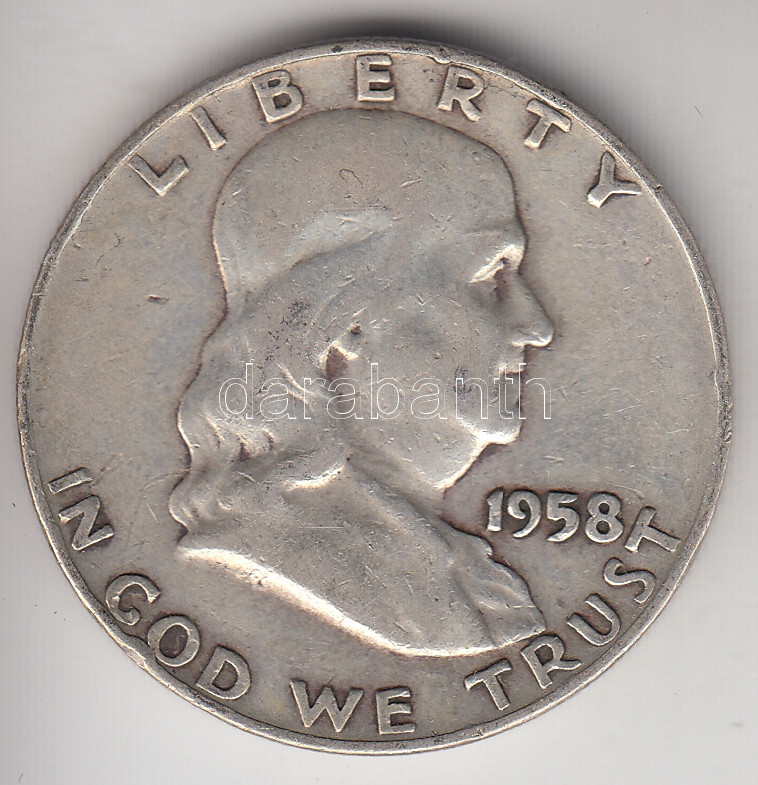 LIBERTY
darabanth
1958
IN GOD WE TRUST